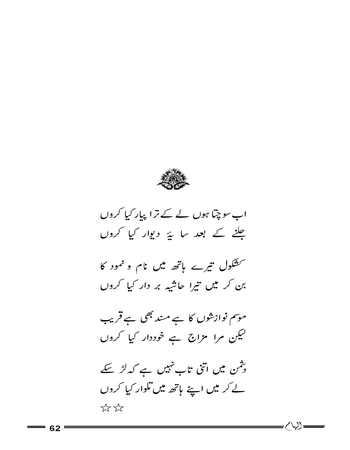 اب سوچتا ہوں لے کے ترا پیار کیا کروں
جلنے کے بعد سایۂ دیوار کیا کروں
کشکول تیرے ہاتھ میں نام و نمود کا
بن کر میں تیرا حاشیہ بر دار کیا کروں
موسم نوازشوں کا ہے مسند بھی ہے قریب
لیکن مرا مزاج ہے خوددار کیا کروں
دشمن میں اتنی تاب نہیں ہے کہ لڑ سکے
لے کر میں اپنے ہاتھ میں تلوار کیا کروں
☆☆
62